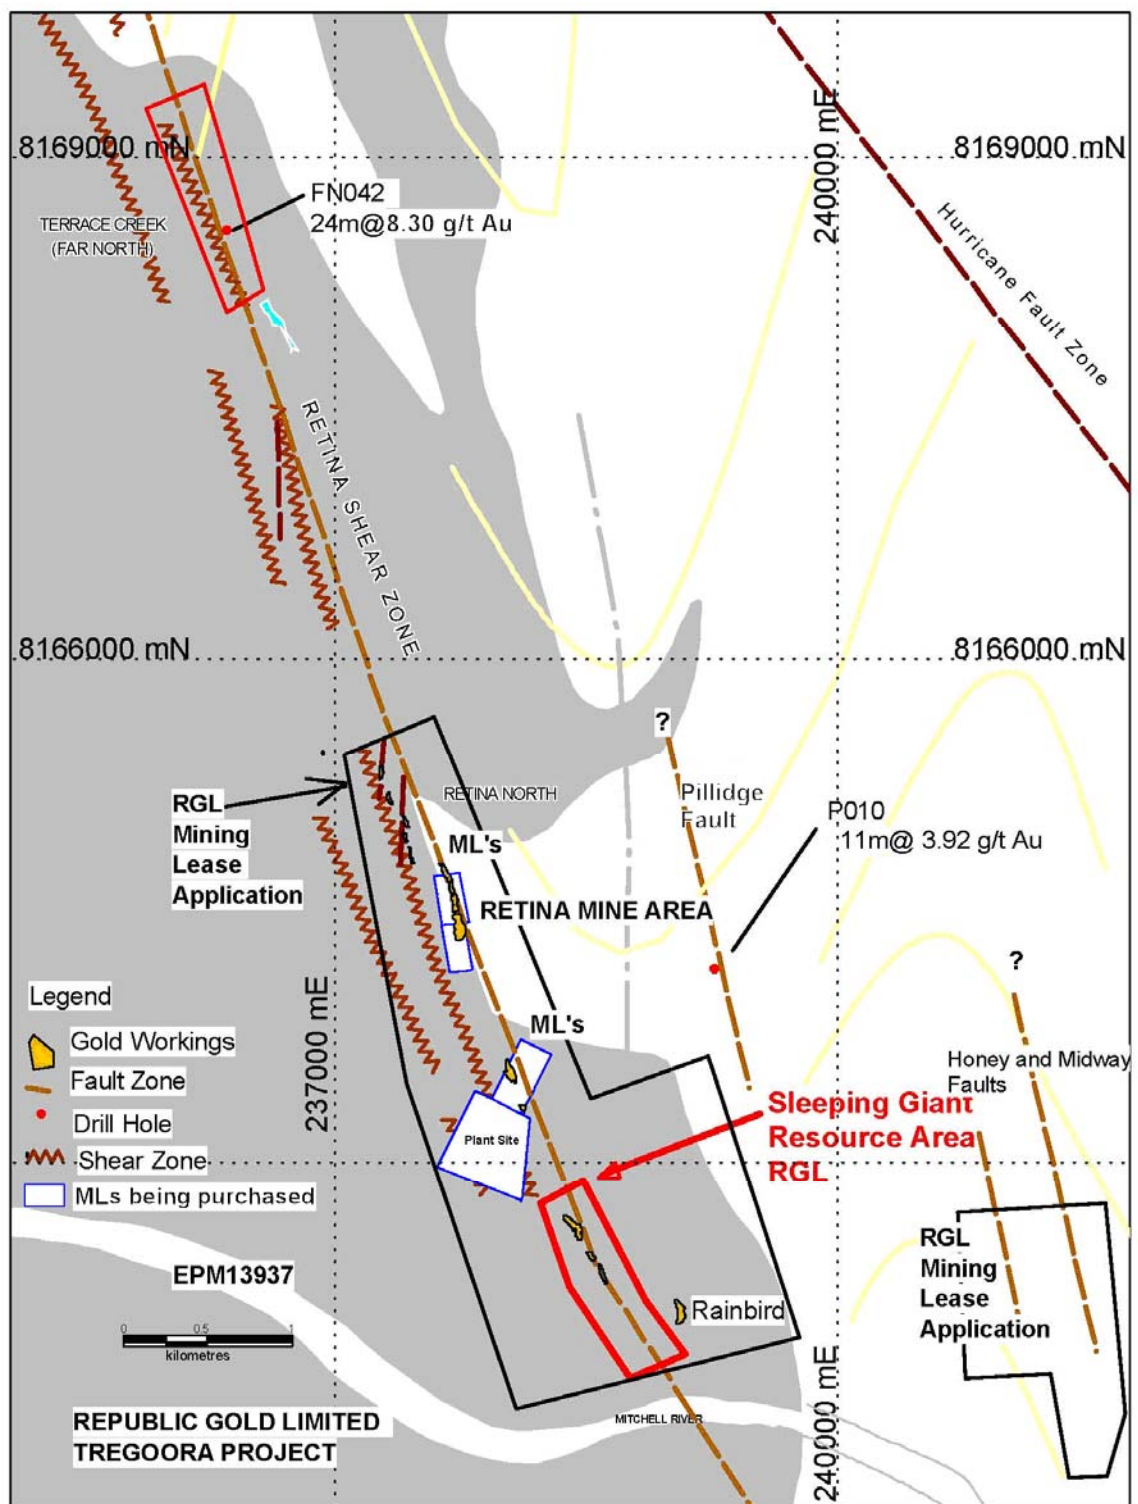 240000 mE
8169000 mN
8169000 mN
FN042
24m@8.30 g/t Au
TERRACE CREEK
(FAR NORTH)
Hurricane Fault Zone
RETINA SHEAR ZONE
8166000 mN
8166000 mN
?
RETINA NORTH
Pillidge
Fault
RGL
Mining
Lease
Application
P010
11m@ 3.92 g/t Au
ML's
RETINA MINE AREA
?
237000 mE
Legend
Gold Workings
Fault Zone
Drill Hole
Shear Zone
MLs being purchased
ML's
Honey and Midway
Faults
Plant Site
Sleeping Giant
Resource Area
RGL
RGL
Mining
Lease
Application
EPM13937
Rainbird
0 0.5 1
kilometres
240000 mE
MITCHELL RIVER
REPUBLIC GOLD LIMITED
TREGOORA PROJECT